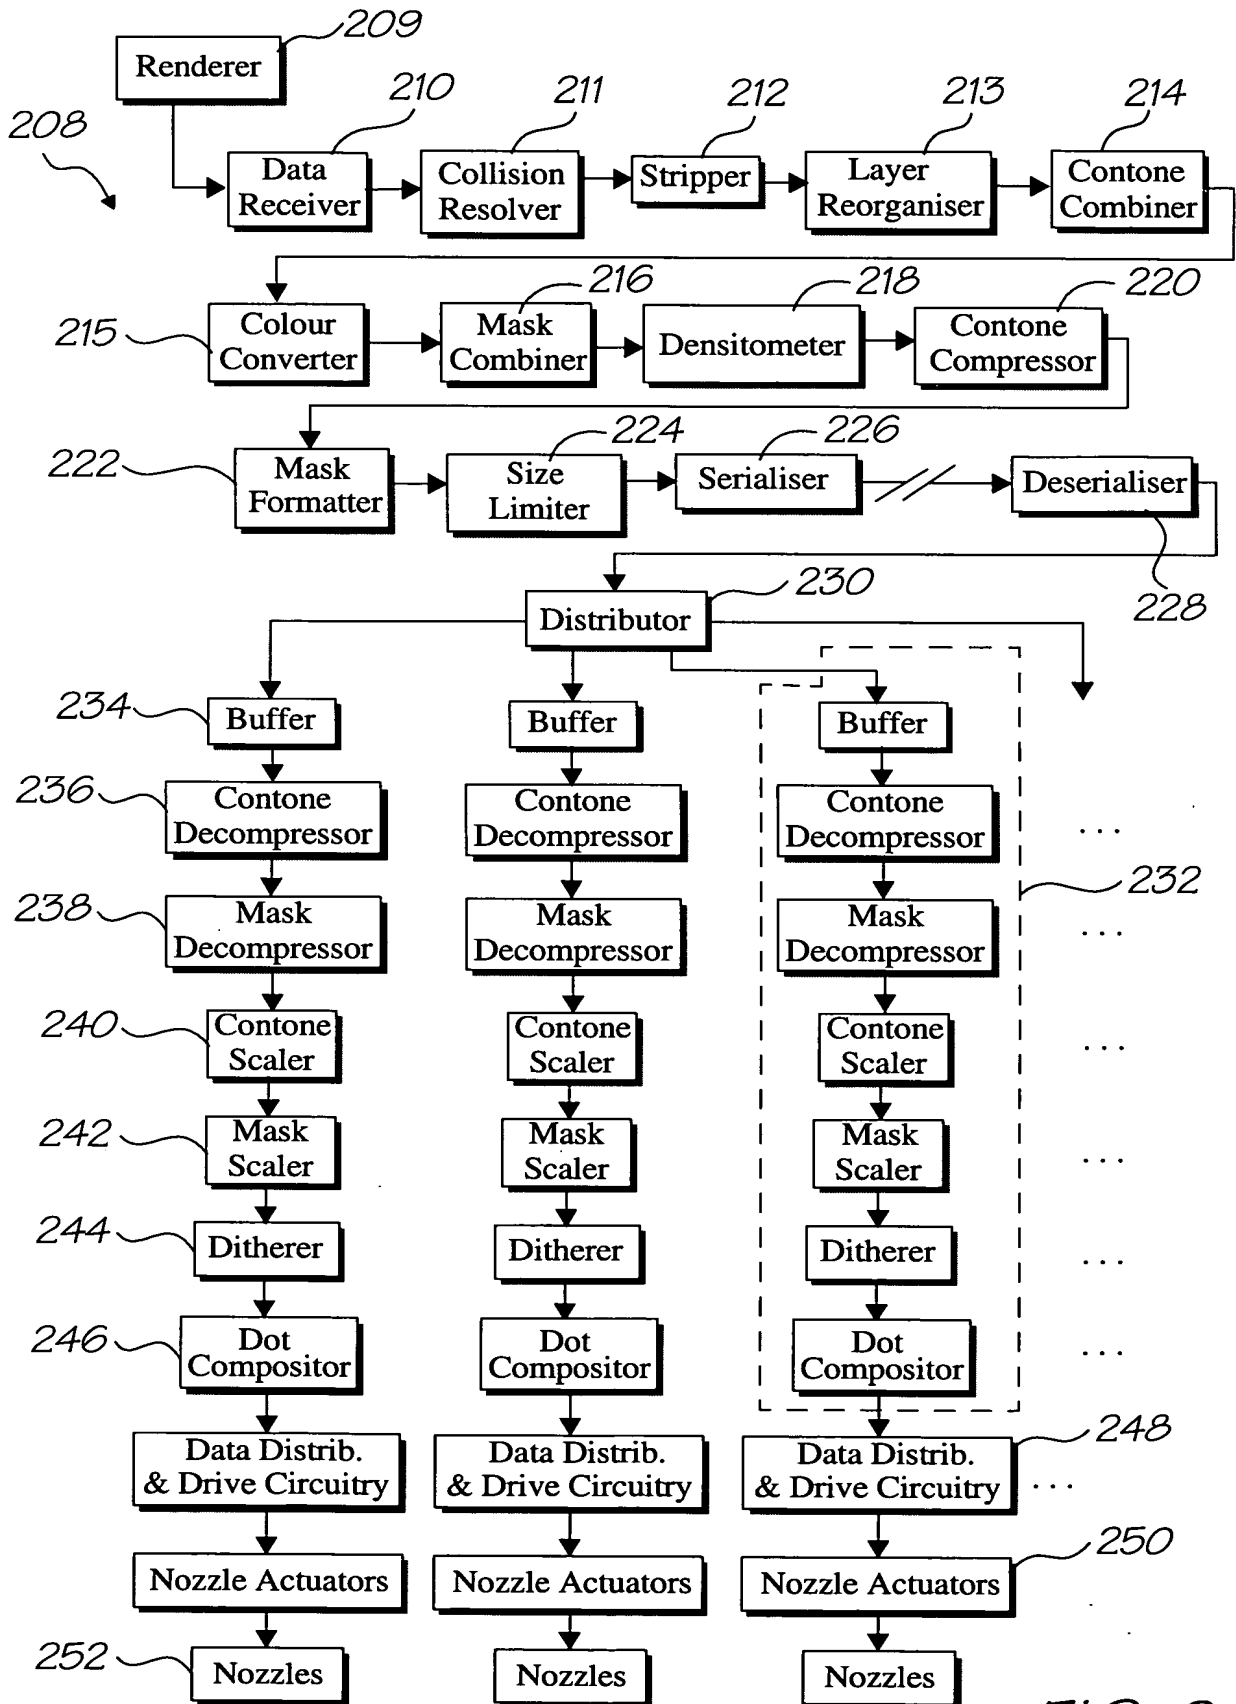 209
Renderer
208
210
211
212
213
214
Data
Receiver
Collision
Resolver
Stripper
Layer
Reorganiser
Contone
Combiner
216
218
220
215
Colour
Converter
Mask
Combiner
Densitometer
Contone
Compressor
222
224
226
Mask
Formatter
Size
Limiter
Serialiser
Deserialiser
228
230
Distributor
234
Buffer
Buffer
Buffer
236
Contone
Decompressor
Contone
Decompressor
Contone
Decompressor
...
232
238
Mask
Decompressor
Mask
Decompressor
Mask
Decompressor
...
240
Contone
Scaler
Contone
Scaler
Contone
Scaler
...
242
Mask
Scaler
Mask
Scaler
Mask
Scaler
...
244
Ditherer
Ditherer
Ditherer
...
246
Dot
Compositor
Dot
Compositor
Dot
Compositor
...
248
Data Distrib.
& Drive Circuitry
Data Distrib.
& Drive Circuitry
Data Distrib.
& Drive Circuitry
...
250
Nozzle Actuators
Nozzle Actuators
Nozzle Actuators
252
Nozzles
Nozzles
Nozzles